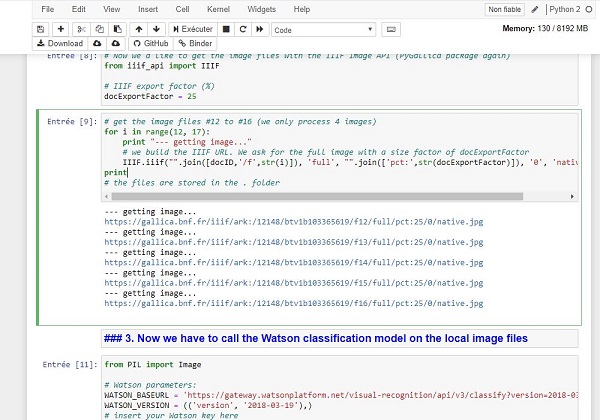 File Edit View Insert Cell Kernel Widgets Help Non fiable Python 2
Exécuter Code Memory: 130 / 8192 MB
Download GitHub Binder
Entrée [8]: # Now we'd like to get the image files with the IIIF Image API (PyGallica package again)
from iiif_api import IIIF
# IIIF export factor (%)
docExportFactor = 25
Entrée [9]: # get the image files #12 to #16 (we only process 4 images)
for i in range(12, 17):
print "--- getting image..."
# we build the IIIF URL. We ask for the full image with a size factor of docExportFactor
IIIF.iiif("".join([docID,'/f',str(i)]), 'full', "".join(['pct:',str(docExportFactor)]), '0', 'nativ
print
# the files are stored in the . folder
--- getting image...
https://gallica.bnf.fr/iiif/ark:/12148/btv1b103365619/f12/full/pct:25/0/native.jpg
--- getting image...
https://gallica.bnf.fr/iiif/ark:/12148/btv1b103365619/f13/full/pct:25/0/native.jpg
--- getting image...
https://gallica.bnf.fr/iiif/ark:/12148/btv1b103365619/f14/full/pct:25/0/native.jpg
--- getting image...
https://gallica.bnf.fr/iiif/ark:/12148/btv1b103365619/f15/full/pct:25/0/native.jpg
--- getting image...
https://gallica.bnf.fr/iiif/ark:/12148/btv1b103365619/f16/full/pct:25/0/native.jpg
### 3. Now we have to call the Watson classification model on the local image files
Entrée [11]: from PIL import Image
# Watson parameters:
WATSON_BASEURL = 'https://gateway.watsonplatform.net/visual-recognition/api/v3/classify?version=2018-03
WATSON_VERSION = (('version', '2018-03-19'),)
# insert your Watson key here